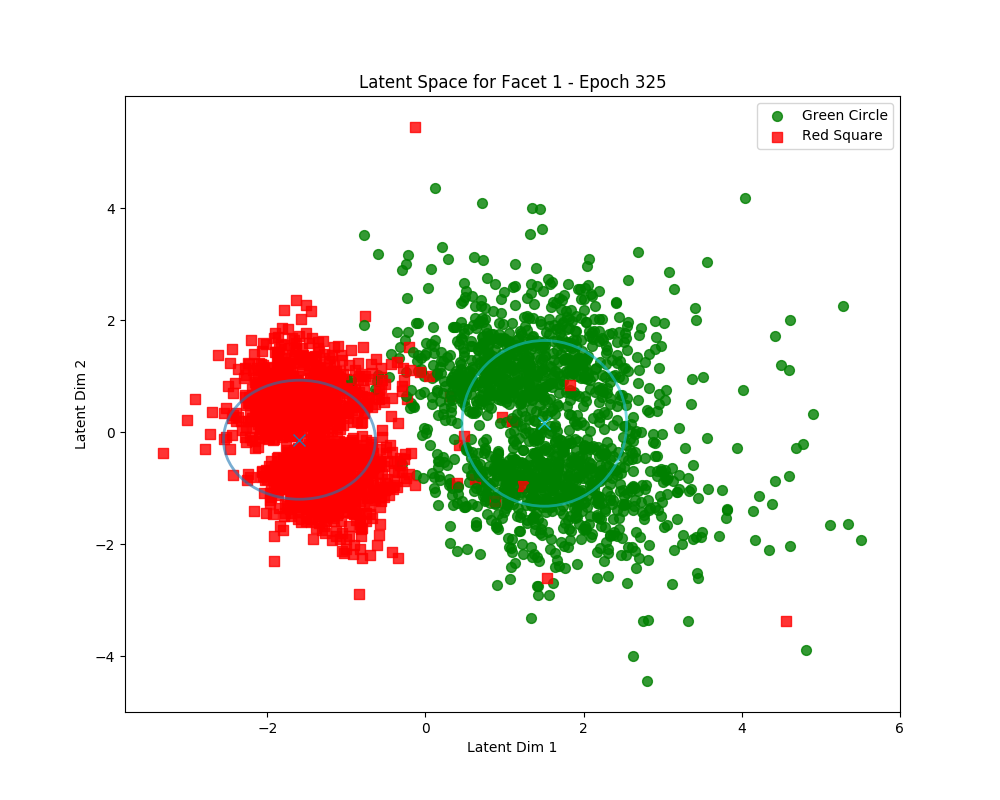 Latent Space for Facet 1 - Epoch 325
Green Circle
Red Square
Latent Dim 2
4
2
0
−2
−4
−2
0
2
4
6
Latent Dim 1